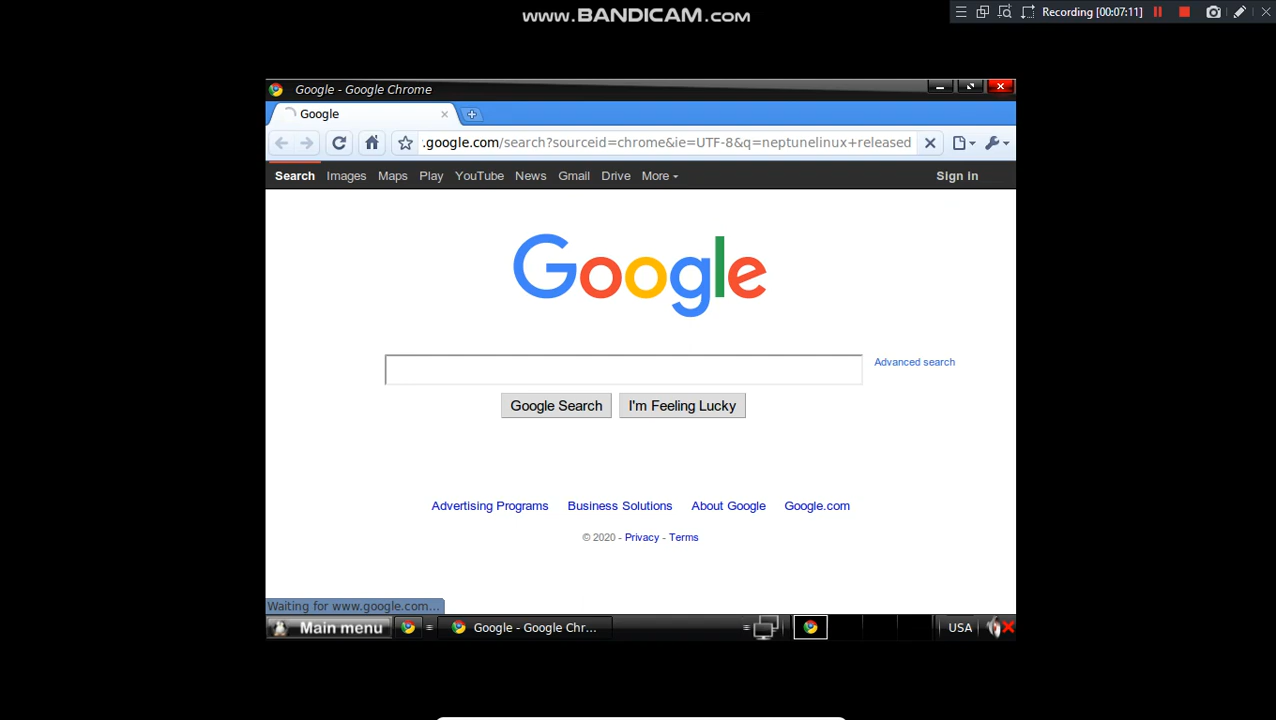 www.BANDICAM.com
Recording [00:07:11]
Google - Google Chrome
Google
.google.com/search?sourceid=chrome&ie=UTF-8&q=neptunelinux+released
Search Images Maps Play YouTube News Gmail Drive More Sign in
Google
Advanced search
Google Search I'm Feeling Lucky
Advertising Programs Business Solutions About Google Google.com
© 2020 - Privacy - Terms
Waiting for www.google.com...
Main menu Google - Google Chr... USA